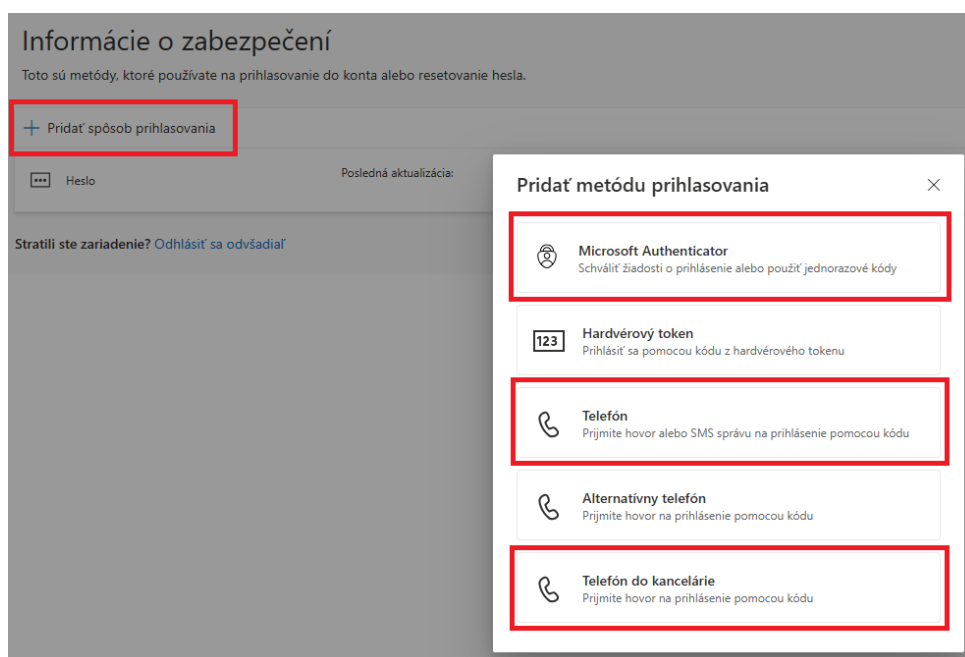 Informácie o zabezpečení
Toto sú metódy, ktoré používate na prihlasovanie do konta alebo resetovanie hesla.
+ Pridať spôsob prihlasovania
Heslo
Posledná aktualizácia:
Stratili ste zariadenie? Odhlásiť sa odvšadiaľ
Pridať metódu prihlasovania
Microsoft Authenticator
Schváliť žiadosti o prihlásenie alebo použiť jednorazové kódy
123
Hardvérový token
Prihlásiť sa pomocou kódu z hardvérového tokenu
Telefón
Prijmite hovor alebo SMS správu na prihlásenie pomocou kódu
Alternatívny telefón
Prijmite hovor na prihlásenie pomocou kódu
Telefón do kancelárie
Prijmite hovor na prihlásenie pomocou kódu